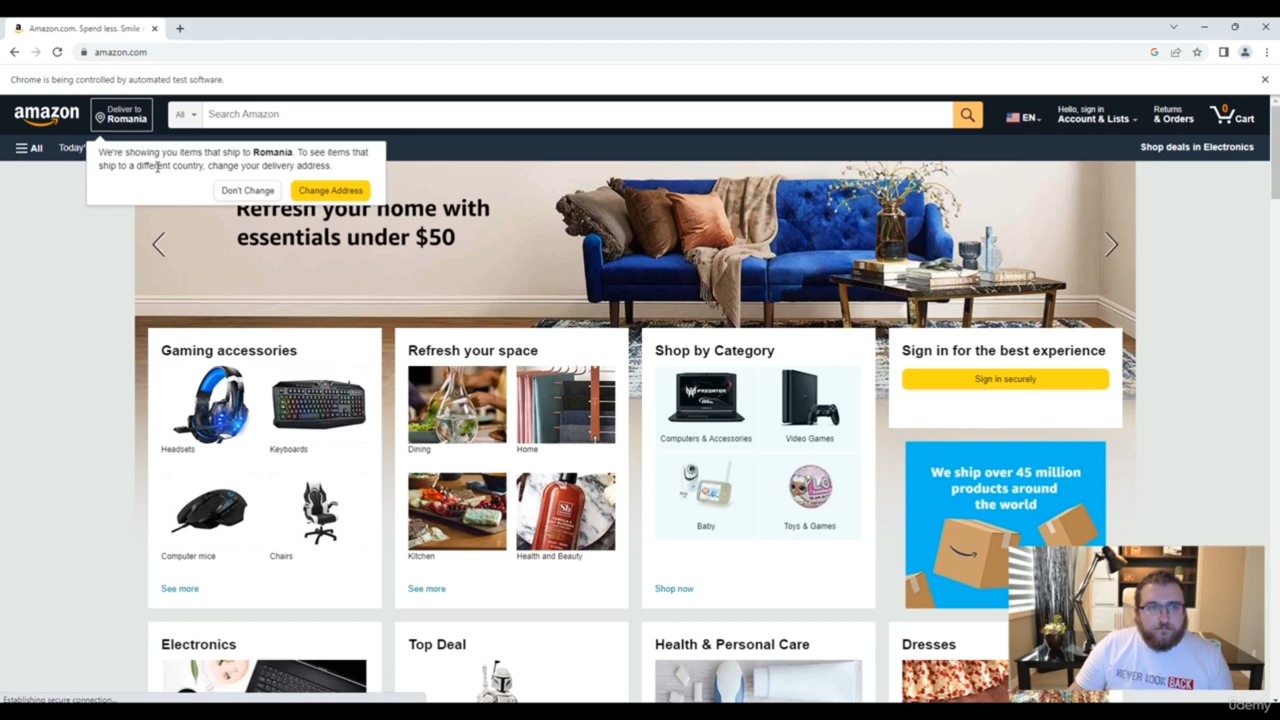 Amazon.com. Spend less. Smile
amazon.com
Chrome is being controlled by automated test software.
amazon
Deliver to
Romania
All
Search Amazon
EN
Hello, sign in
Account & Lists
Returns
& Orders
0
Cart
All
Today'
Shop deals in Electronics
We're showing you items that ship to Romania. To see items that
ship to a different country, change your delivery address.
Don't Change
Change Address
Refresh your home with
essentials under $50
Gaming accessories
Headsets
Keyboards
Computer mice
Chairs
See more
Refresh your space
Dining
Home
Kitchen
Health and Beauty
See more
Shop by Category
Computers & Accessories
Video Games
Baby
Toys & Games
Shop now
Sign in for the best experience
Sign in securely
We ship over 45 million
products around
the world
Electronics
Top Deal
Health & Personal Care
Dresses
NEVER LOOK BACK
Establishing secure connection...
ûdemy